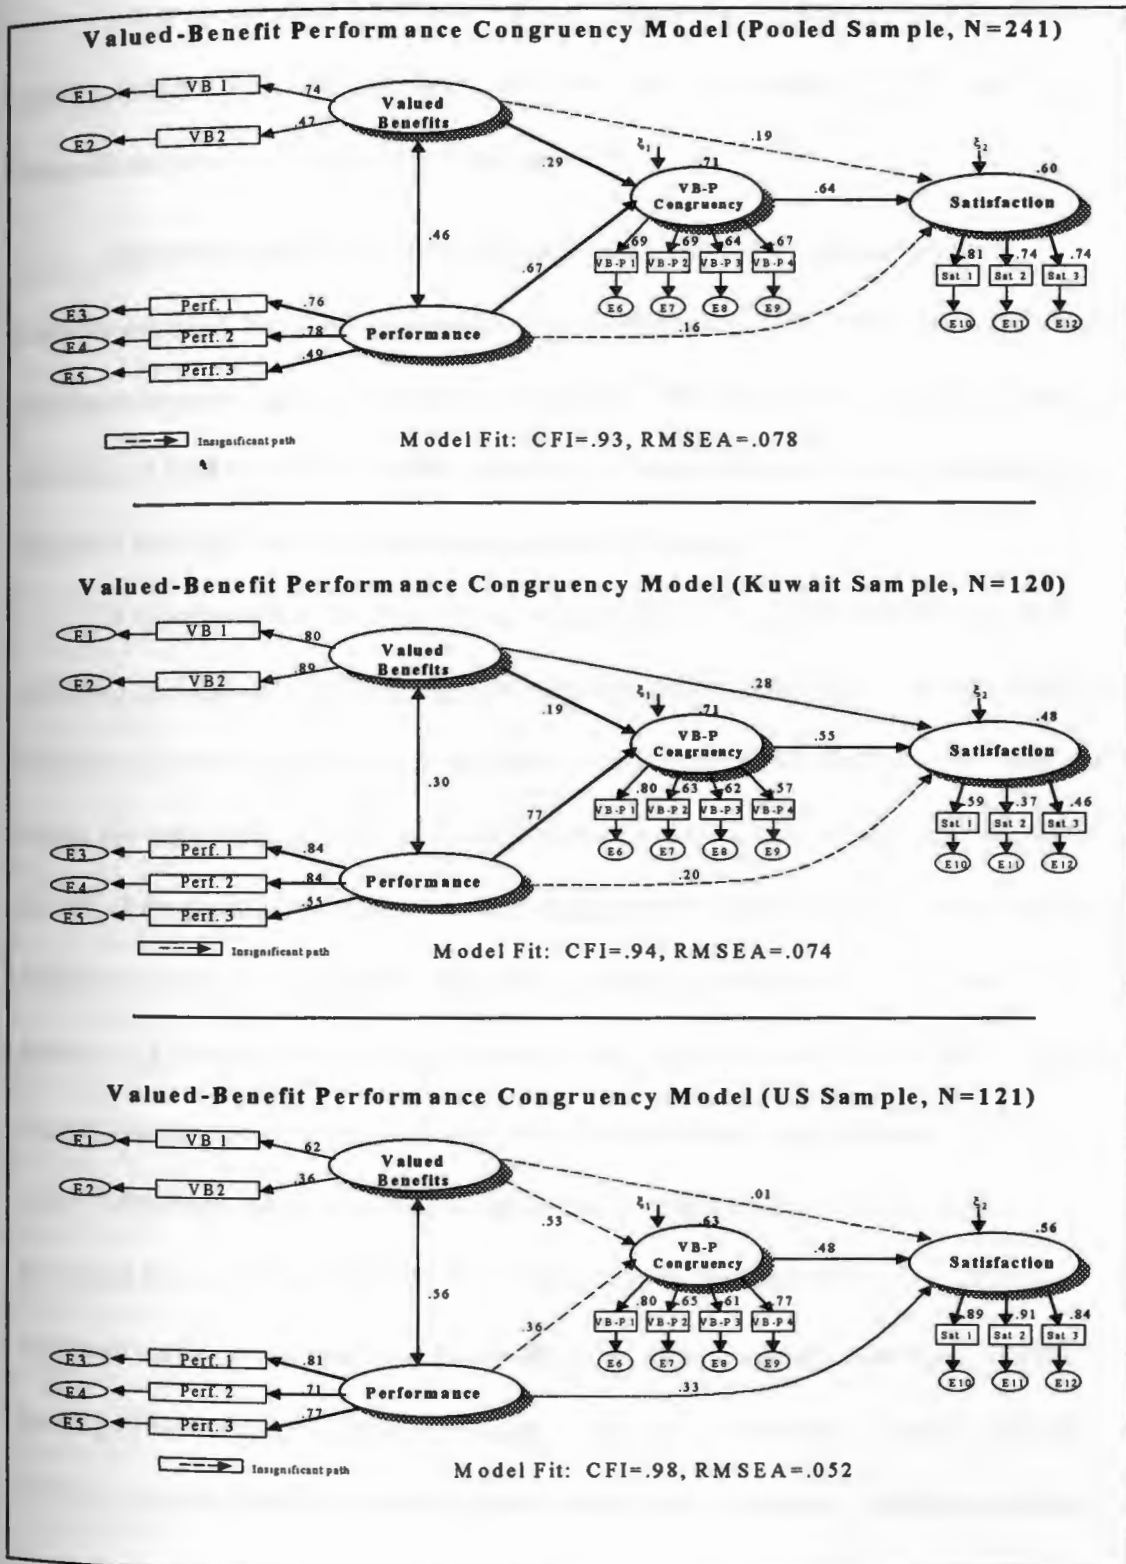 Valued-Benefit Performance Congruency Model (Pooled Sample, N=241)
E1 VB 1 .74 Valued Benefits .19
E2 VB2 .47
.29 ξ1 .71 ξ2 .60
VB-P Congruency .64 Satisfaction
.46
.67 .69 .69 .64 .67 .81 .74 .74
VB-P 1 VB-P 2 VB-P 3 VB-P 4 Sat 1 Sat 2 Sat 3
E6 E7 E8 E9 E10 E11 E12
E3 Perf. 1 .76
E4 Perf. 2 .78 Performance .16
E5 Perf. 3 .49
Insignificant path Model Fit: CFI=.93, RMSEA=.078
Valued-Benefit Performance Congruency Model (Kuwait Sample, N=120)
E1 VB 1 .80 Valued Benefits .28
E2 VB2 .89
.19 ξ1 .71 ξ2 .48
VB-P Congruency .55 Satisfaction
.30
77 .80 .63 .62 .57 .59 .37 .46
VB-P 1 VB-P 2 VB-P 3 VB-P 4 Sat 1 Sat 2 Sat 3
E6 E7 E8 E9 E10 E11 E12
E3 Perf. 1 .84
E4 Perf. 2 .84 Performance .20
E5 Perf. 3 .55
Insignificant path Model Fit: CFI=.94, RMSEA=.074
Valued-Benefit Performance Congruency Model (US Sample, N=121)
E1 VB 1 .62 Valued Benefits .01
E2 VB2 .36
.53 ξ1 .63 ξ2 .56
VB-P Congruency .48 Satisfaction
.56
.36 .80 .65 .61 .77 .89 .91 .84
VB-P 1 VB-P 2 VB-P 3 VB-P 4 Sat 1 Sat 2 Sat 3
E6 E7 E8 E9 E10 E11 E12
E3 Perf. 1 .81
E4 Perf. 2 .71 Performance .33
E5 Perf. 3 .77
Insignificant path Model Fit: CFI=.98, RMSEA=.052